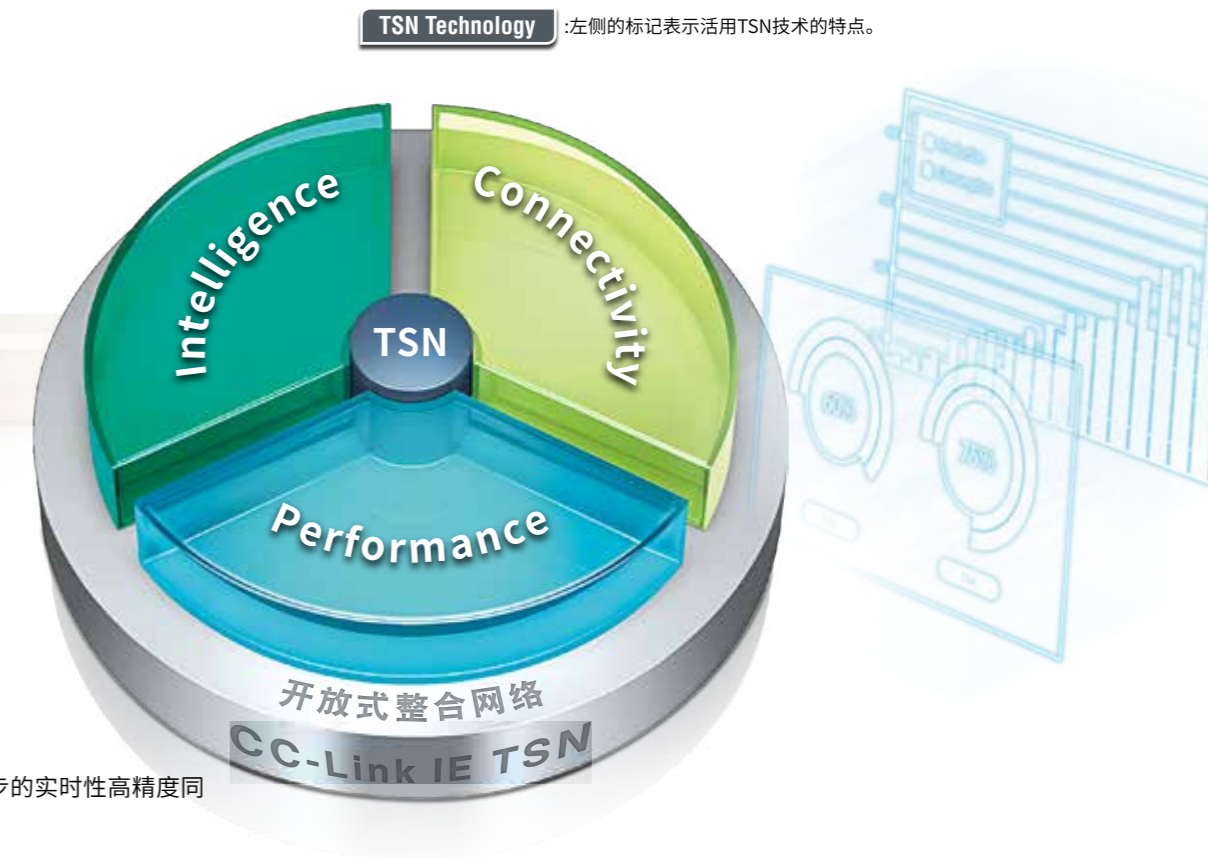 TSN Technology :左侧的标记表示活用TSN技术的特点。
Intelligence
Connectivity
TSN
Performance
60%
76%
开放式整合网络
CC-Link IE TSN
的实时性高精度同